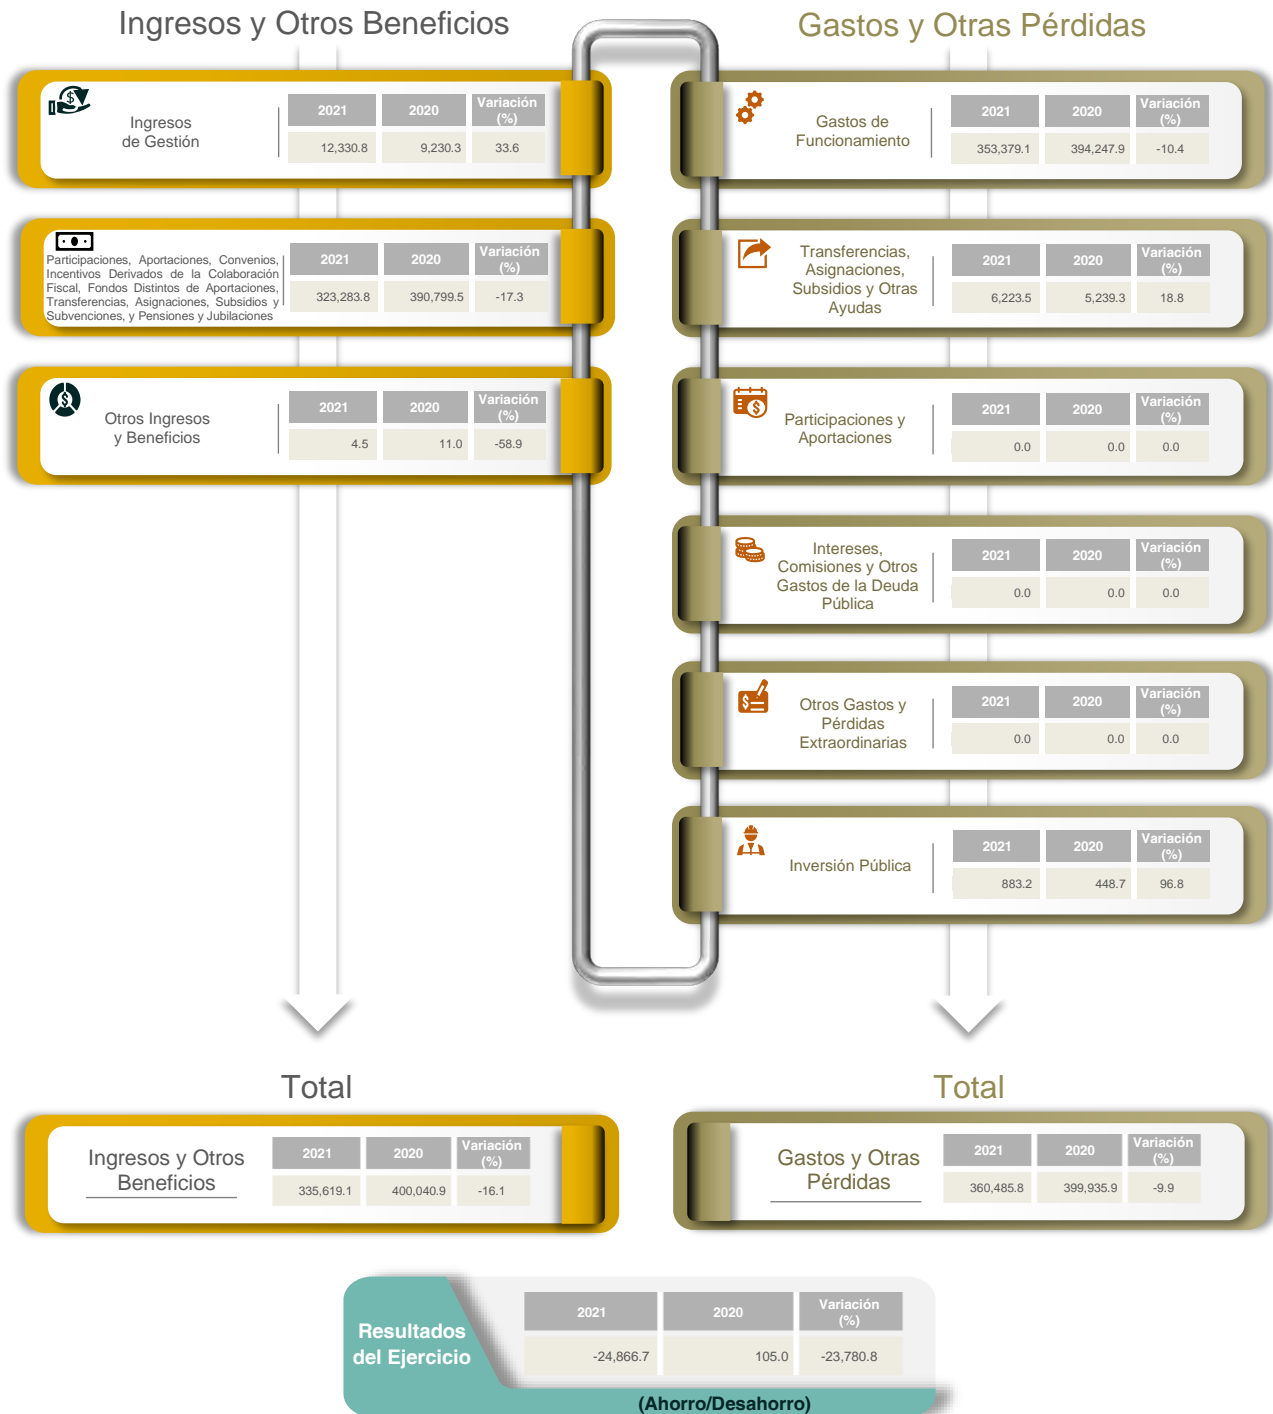 Ingresos y Otros Beneficios
Ingresos
de Gestión
2021 2020 Variación (%)
12,330.8 9,230.3 33.6
Participaciones, Aportaciones, Convenios,
Incentivos Derivados de la Colaboración
Fiscal, Fondos Distintos de Aportaciones,
Transferencias, Asignaciones, Subsidios y
Subvenciones, y Pensiones y Jubilaciones
2021 2020 Variación (%)
323,283.8 390,799.5 -17.3
Otros Ingresos
y Beneficios
2021 2020 Variación (%)
4.5 11.0 -58.9
Total
Ingresos y Otros
Beneficios
2021 2020 Variación (%)
335,619.1 400,040.9 -16.1
Gastos y Otras Pérdidas
Gastos de
Funcionamiento
2021 2020 Variación (%)
353,379.1 394,247.9 -10.4
Transferencias,
Asignaciones,
Subsidios y Otras
Ayudas
2021 2020 Variación (%)
6,223.5 5,239.3 18.8
Participaciones y
Aportaciones
2021 2020 Variación (%)
0.0 0.0 0.0
Intereses,
Comisiones y Otros
Gastos de la Deuda
Pública
2021 2020 Variación (%)
0.0 0.0 0.0
Otros Gastos y
Pérdidas
Extraordinarias
2021 2020 Variación (%)
0.0 0.0 0.0
Inversión Pública
2021 2020 Variación (%)
883.2 448.7 96.8
Total
Gastos y Otras
Pérdidas
2021 2020 Variación (%)
360,485.8 399,935.9 -9.9
Resultados
del Ejercicio
2021 2020 Variación (%)
-24,866.7 105.0 -23,780.8
(Ahorro/Desahorro)